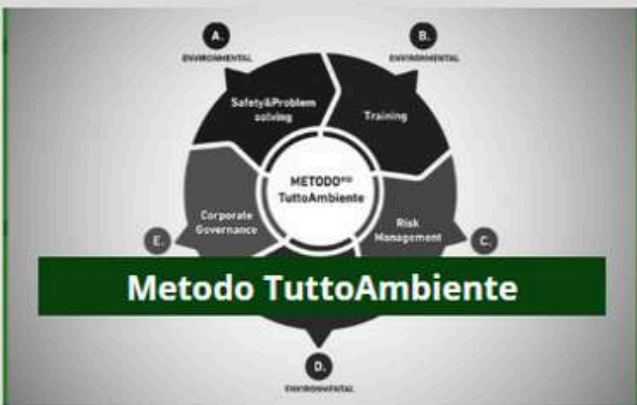 A.
ENVIRONMENTAL
B.
ENVIRONMENTAL
Safety&Problem
solving
Training
METODO
TuttoAmbiente
Corporate
Governance
Risk
Management
E.
C.
Metodo TuttoAmbiente
D.
ENVIRONMENTAL